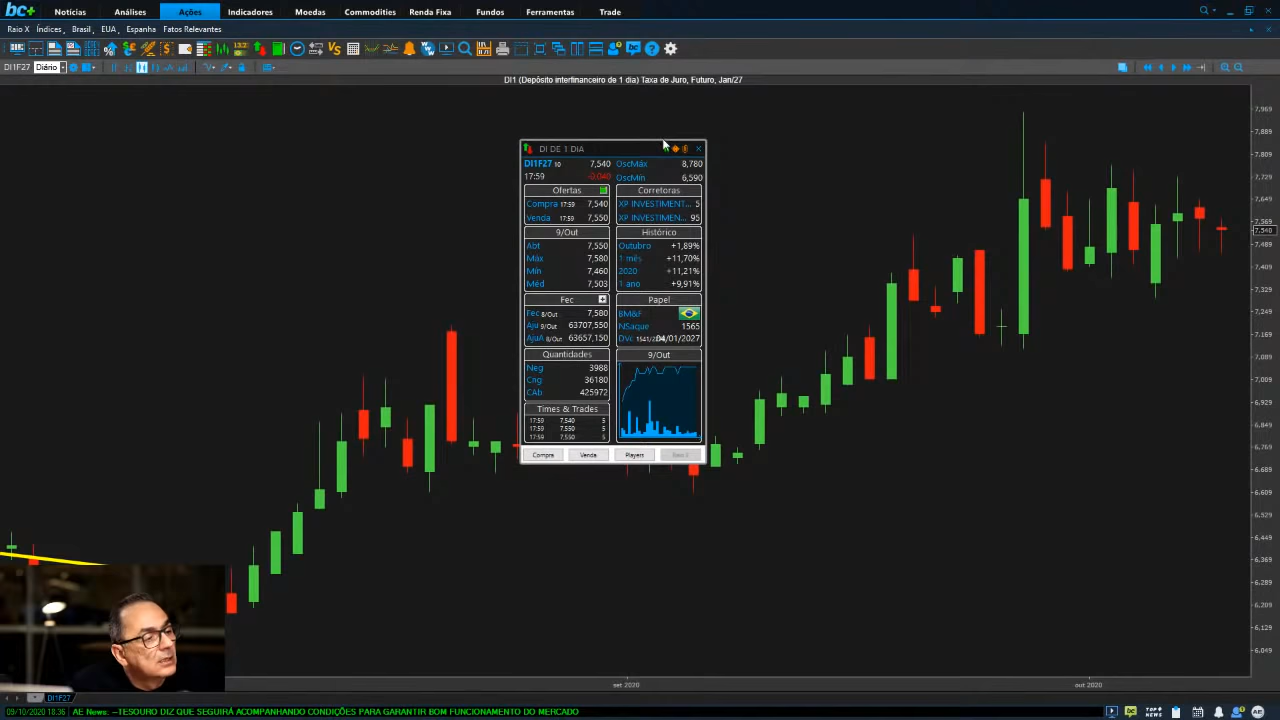 bc+ Notícias Análises Ações Indicadores Moedas Commodities Renda Fixa Fundos Ferramentas Trade
Raio X Índices Brasil EUA Espanha Fatos Relevantes
DI1F27 Diário
DI1 (Depósito interfinanceiro de 1 dia) Taxa de Juro, Futuro, Jan/27
DI DE 1 DIA
DI1F27 10 7,540 OscMáx 8,780
17:59 -0,040 OscMín 6,590
Ofertas
Compra 17:59 7,540
Venda 17:59 7,550
Corretoras
XP INVESTIMENT... 5
XP INVESTIMEN... 95
9/Out
Abt 7,550
Máx 7,580
Mín 7,460
Méd 7,503
Histórico
Outubro +1,89%
1 mês +11,70%
2020 +11,21%
1 ano +9,91%
Fec
Fec 8/Out 7,580
Aju 9/Out 63707,550
AjuA 8/Out 63657,150
Papel
BM&F
NSaque 1565
DVc 04/01/2027
Quantidades
Neg 3988
Cng 36180
CAb 425972
9/Out
Times & Trades
17:59 7,540 5
17:59 7,550 5
17:59 7,550 5
Compra Venda Players Raio X
7,969
7,889
7,809
7,729
7,649
7,569
7,540
7,489
7,409
7,329
7,249
7,169
7,089
7,009
6,929
6,849
6,769
6,689
6,609
6,529
6,449
6,369
6,289
6,209
6,129
6,049
set 2020 out 2020
DI1F27
09/10/2020 18:36 AE News: --TESOURO DIZ QUE SEGUIRÁ ACOMPANHANDO CONDIÇÕES PARA GARANTIR BOM FUNCIONAMENTO DO MERCADO